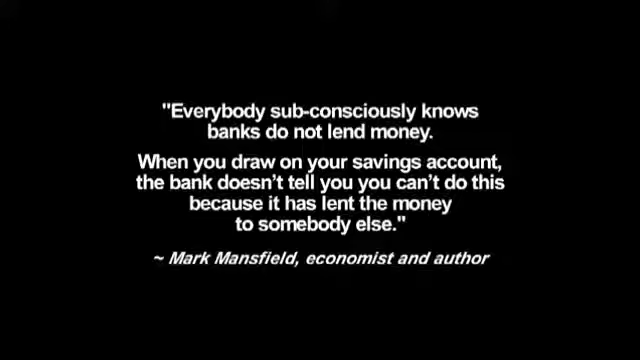 "Everybody sub-consciously knows
banks do not lend money.
When you draw on your savings account,
the bank doesn't tell you you can't do this
because it has lent the money
to somebody else."
~ Mark Mansfield, economist and author